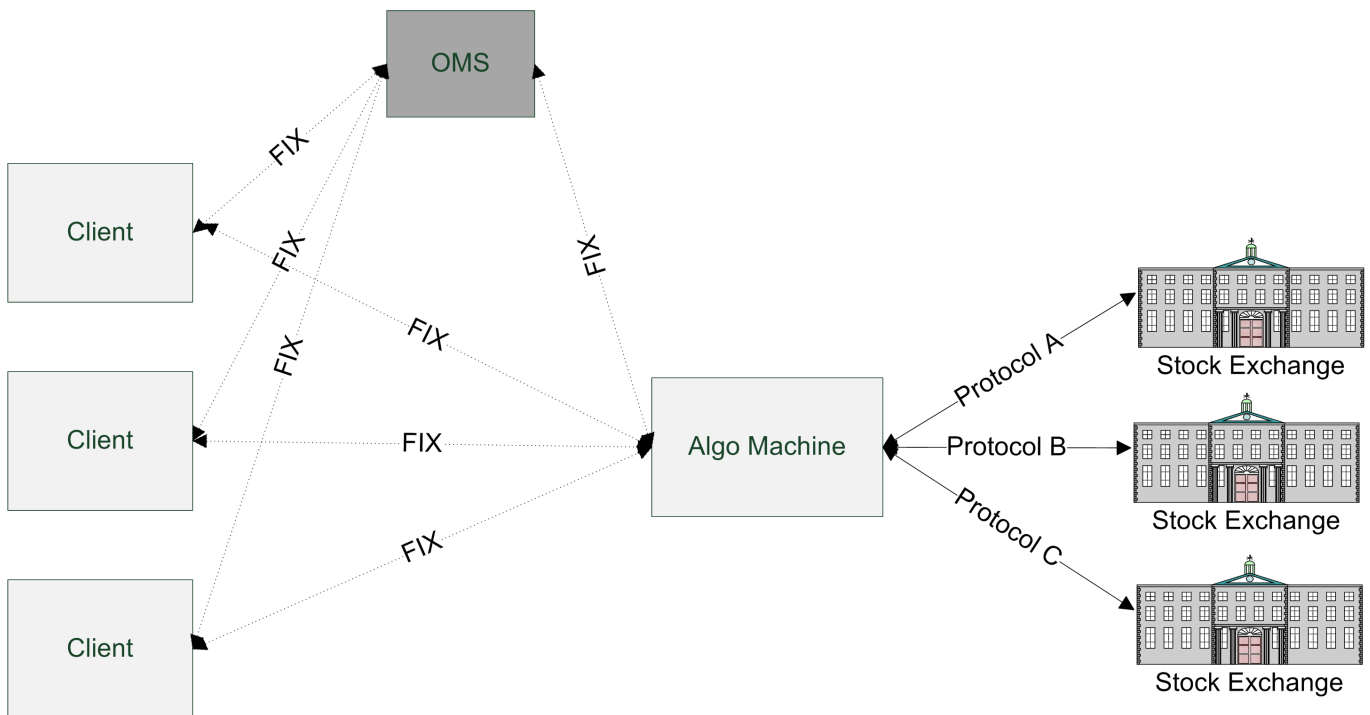 OMS
FIX
Client
FIX
FIX
FIX
FIX
Protocol A
Stock Exchange
Client
FIX
Algo Machine
Protocol B
Stock Exchange
Protocol C
FIX
Client
Stock Exchange